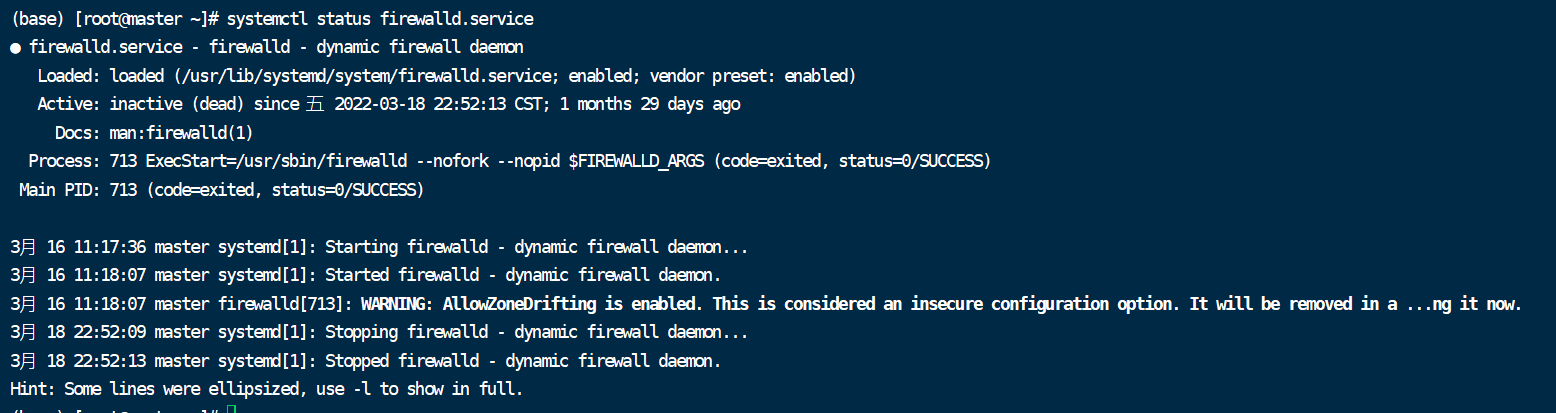 (base) [root@master ~]# systemctl status firewalld.service
● firewalld.service - firewalld - dynamic firewall daemon
Loaded: loaded (/usr/lib/systemd/system/firewalld.service; enabled; vendor preset: enabled)
Active: inactive (dead) since 五 2022-03-18 22:52:13 CST; 1 months 29 days ago
Docs: man:firewalld(1)
Process: 713 ExecStart=/usr/sbin/firewalld --nofork --nopid $FIREWALLD_ARGS (code=exited, status=0/SUCCESS)
Main PID: 713 (code=exited, status=0/SUCCESS)
3月 16 11:17:36 master systemd[1]: Starting firewalld - dynamic firewall daemon...
3月 16 11:18:07 master systemd[1]: Started firewalld - dynamic firewall daemon.
3月 16 11:18:07 master firewalld[713]: WARNING: AllowZoneDrifting is enabled. This is considered an insecure configuration option. It will be removed in a ...ng it now.
3月 18 22:52:09 master systemd[1]: Stopping firewalld - dynamic firewall daemon...
3月 18 22:52:13 master systemd[1]: Stopped firewalld - dynamic firewall daemon.
Hint: Some lines were ellipsized, use -l to show in full.